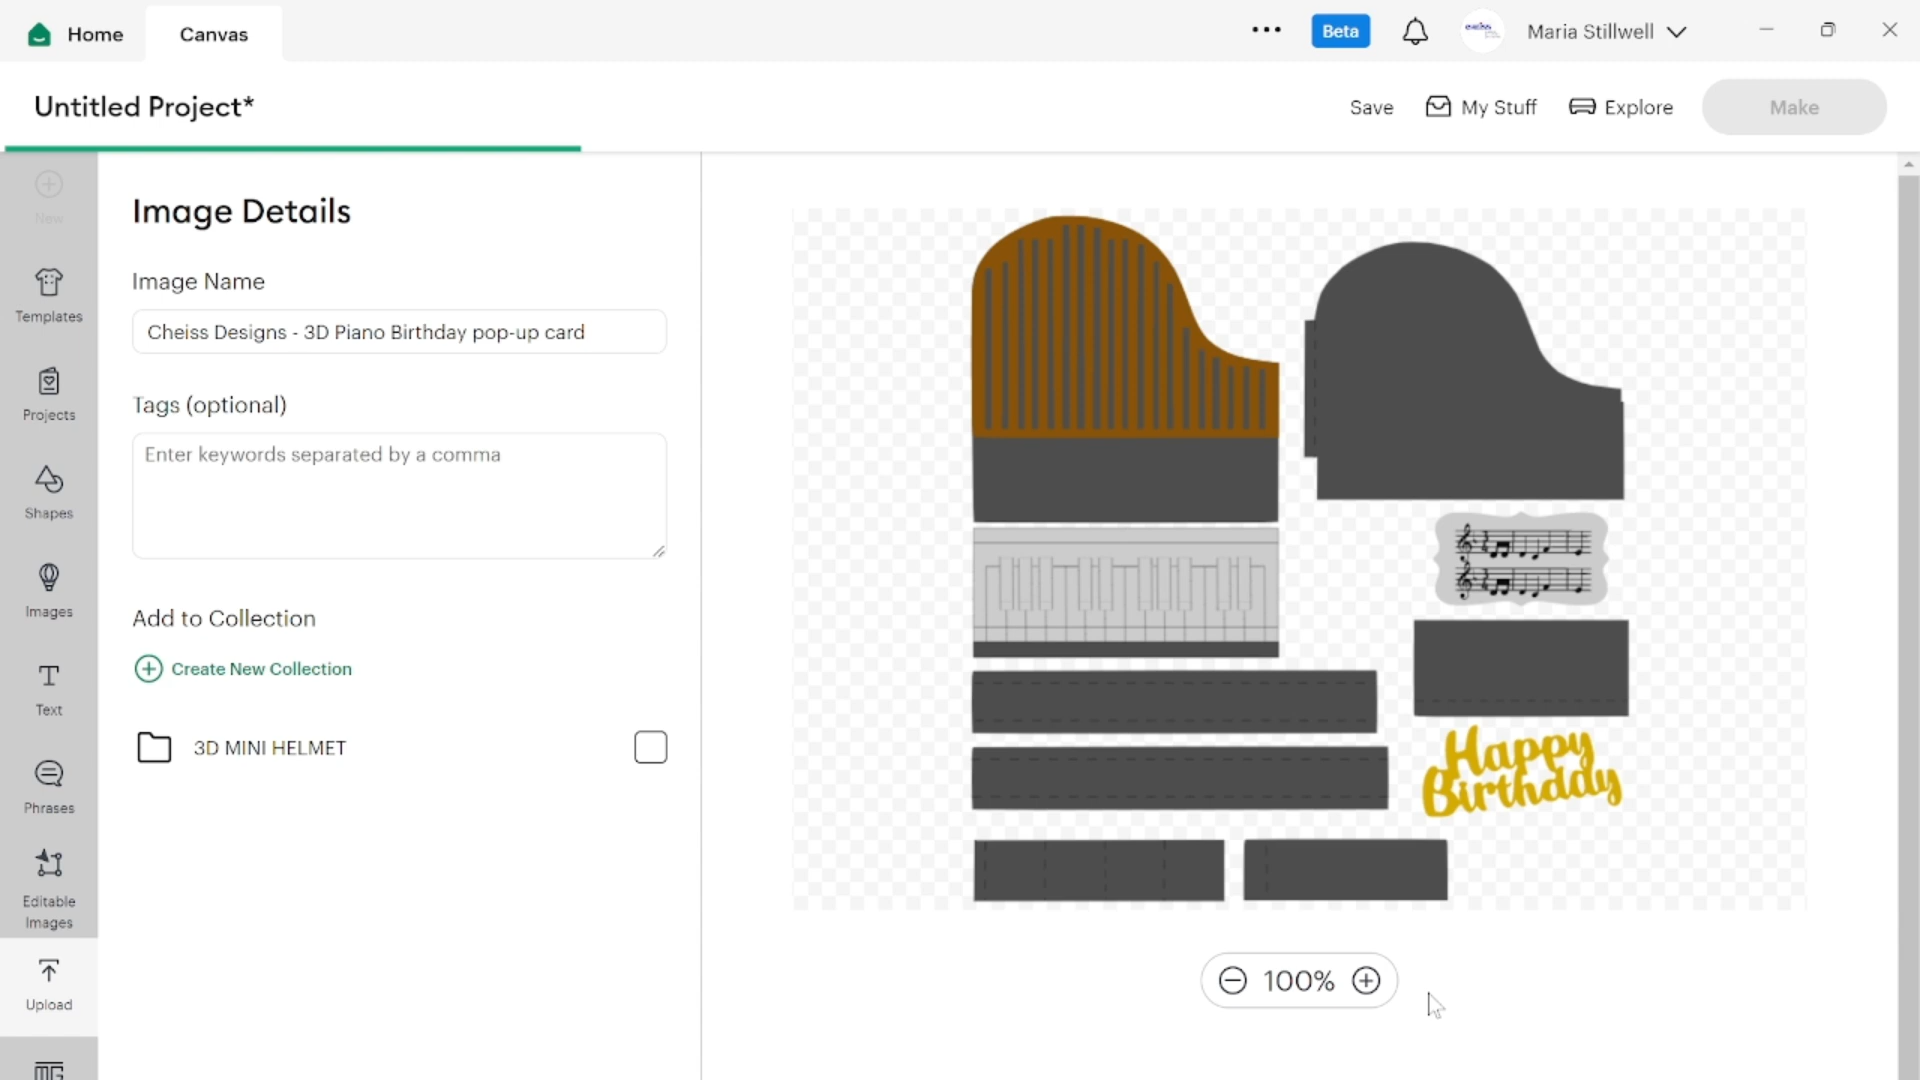 Home
Canvas
Beta
Maria Stillwell
Untitled Project*
Save
My Stuff
Explore
Make
New
Templates
Projects
Shapes
Images
Text
Phrases
Editable
Images
Upload
Image Details
Image Name
Cheiss Designs - 3D Piano Birthday pop-up card
Tags (optional)
Enter keywords separated by a comma
Add to Collection
Create New Collection
3D MINI HELMET
Happy
Birthday
100%